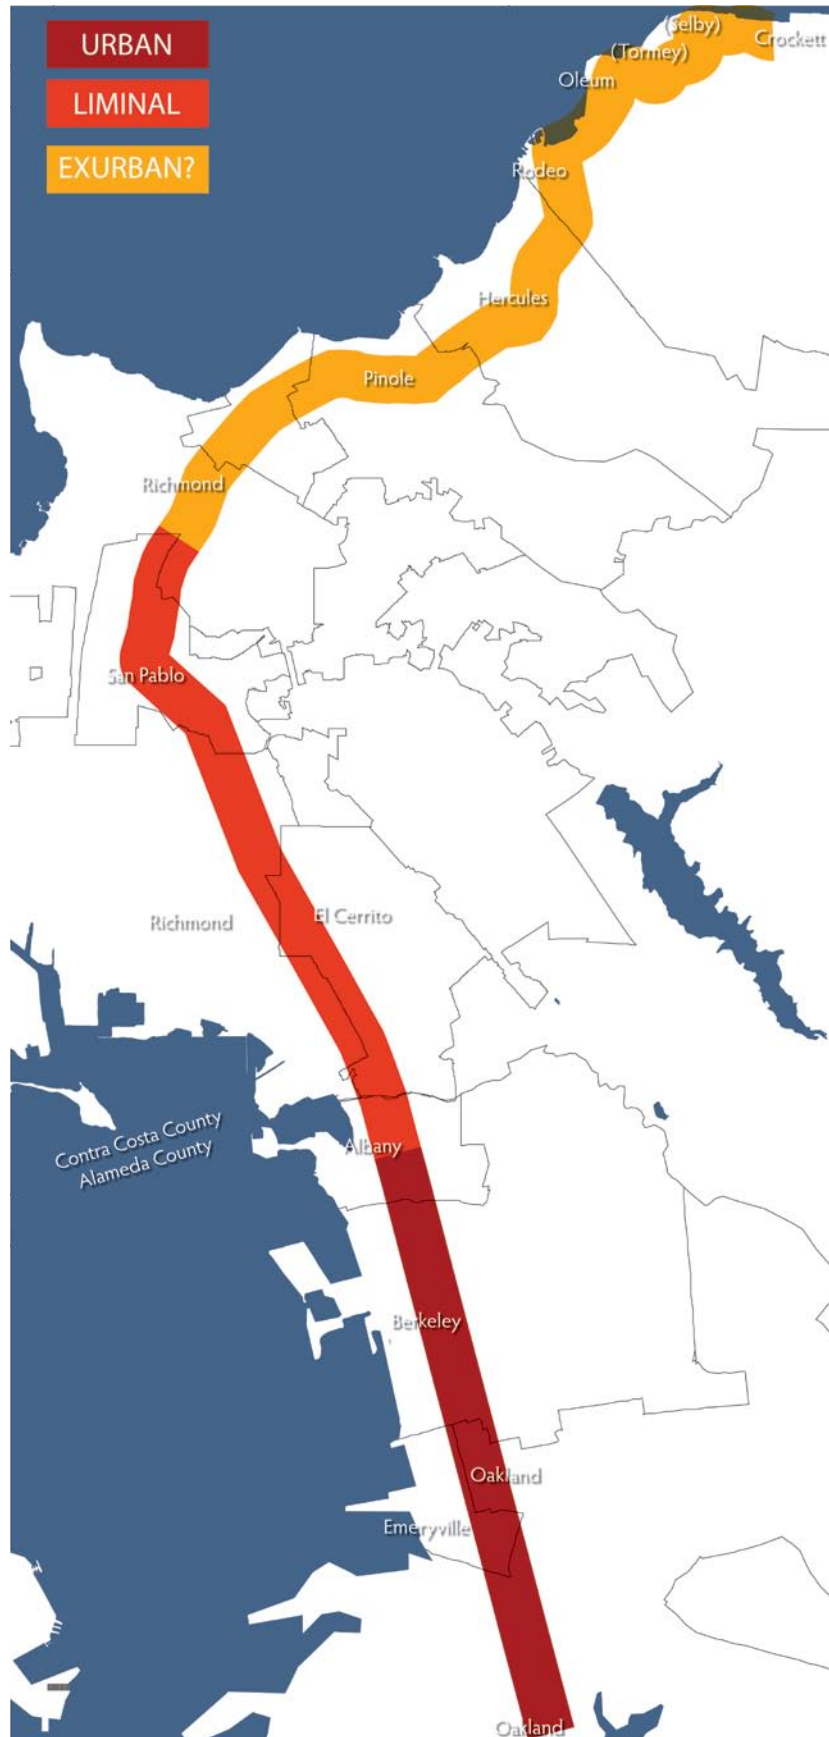 URBAN
LIMINAL
EXURBAN?
(Selby)
Crockett
(Tormey)
Oleum
Rodeo
Hercules
Pinole
Richmond
San Pablo
Richmond
El Cerrito
Contra Costa County
Alameda County
Albany
Berkeley
Oakland
Emeryville
Oakland